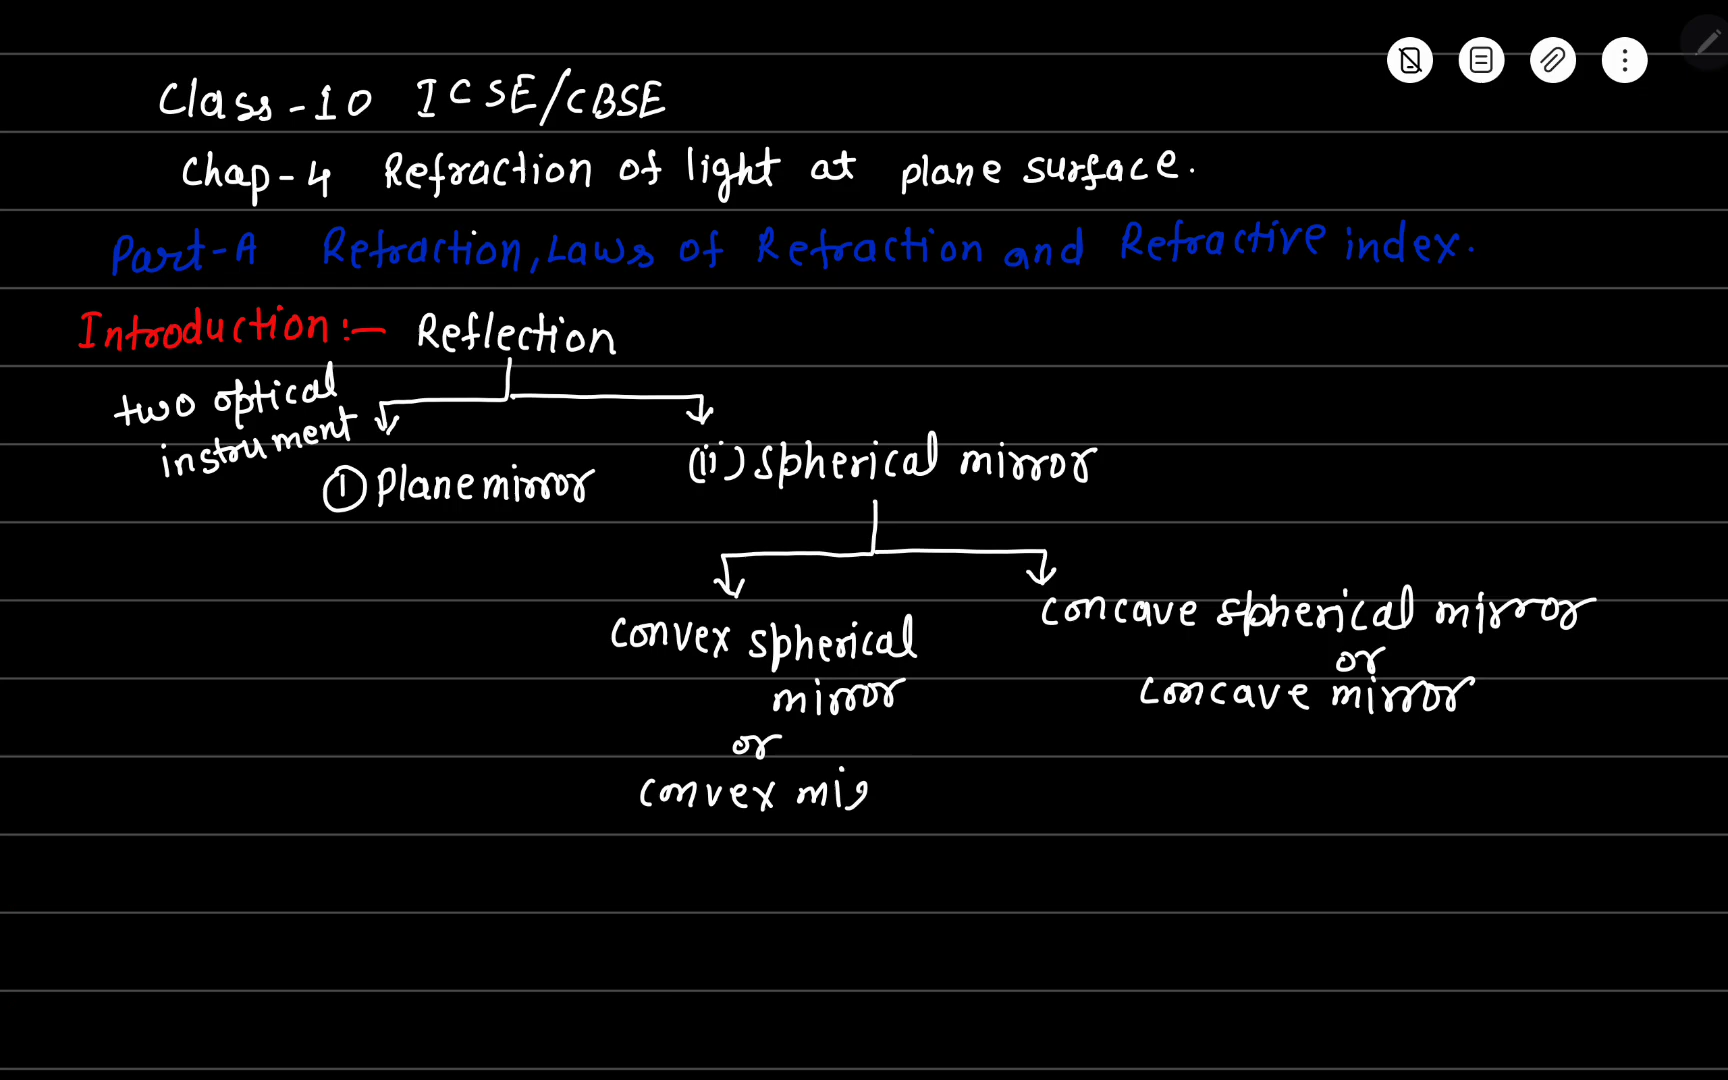 Class-10 ICSE/CBSE
Chap-4 Refraction of light at plane surface.
Part-A Refraction, Laws of Refraction and Refractive index.
Introduction:- Reflection
two optical
instrument
① Plane mirror
(ii) Spherical mirror
convex spherical
mirror
or
convex mi
concave spherical mirror
or
concave mirror